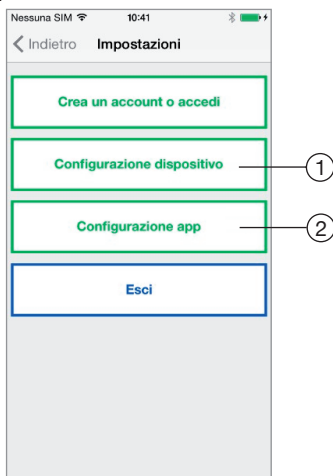 Nessuna SIM 10:41
Indietro Impostazioni
Crea un account o accedi
Configurazione dispositivo 1
Configurazione app 2
Esci